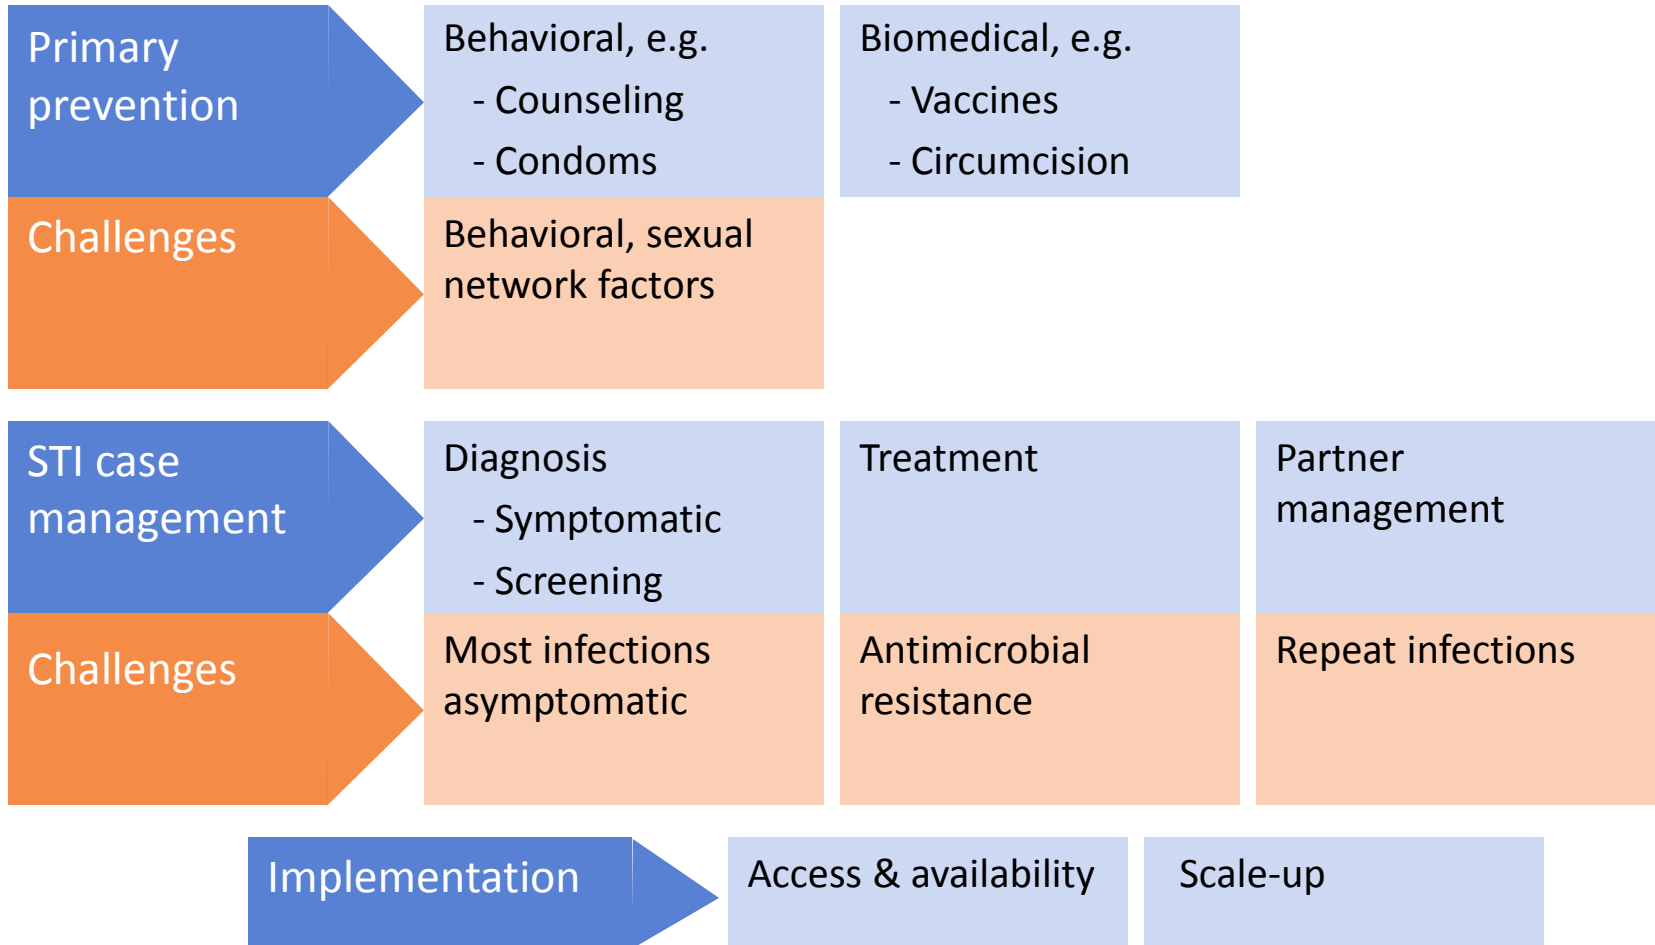 Primary
prevention
Behavioral, e.g.
- Counseling
- Condoms
Biomedical, e.g.
- Vaccines
- Circumcision
Challenges
Behavioral, sexual
network factors
STI case
management
Diagnosis
- Symptomatic
- Screening
Treatment
Partner
management
Challenges
Most infections
asymptomatic
Antimicrobial
resistance
Repeat infections
Implementation
Access & availability
Scale-up